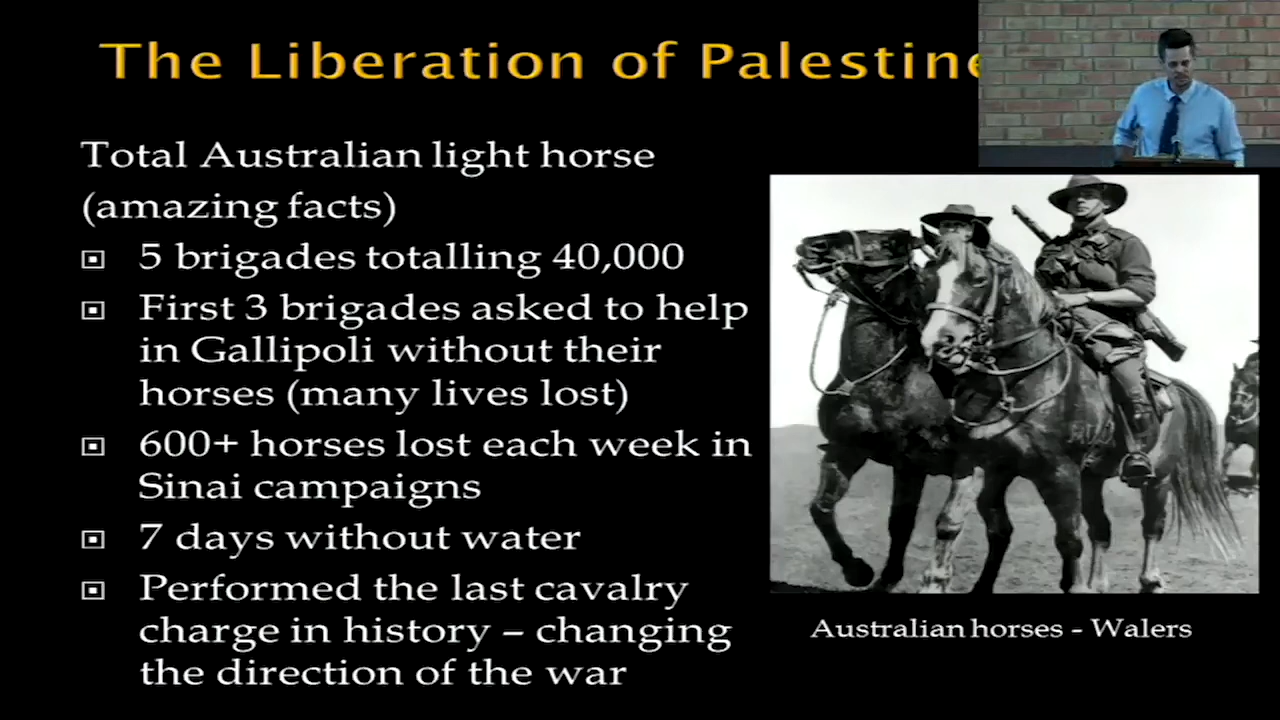 The Liberation of Palestine
Total Australian light horse
(amazing facts)
5 brigades totalling 40,000
First 3 brigades asked to help
in Gallipoli without their
horses (many lives lost)
600+ horses lost each week in
Sinai campaigns
7 days without water
Performed the last cavalry
charge in history – changing
the direction of the war
Australian horses - Walers